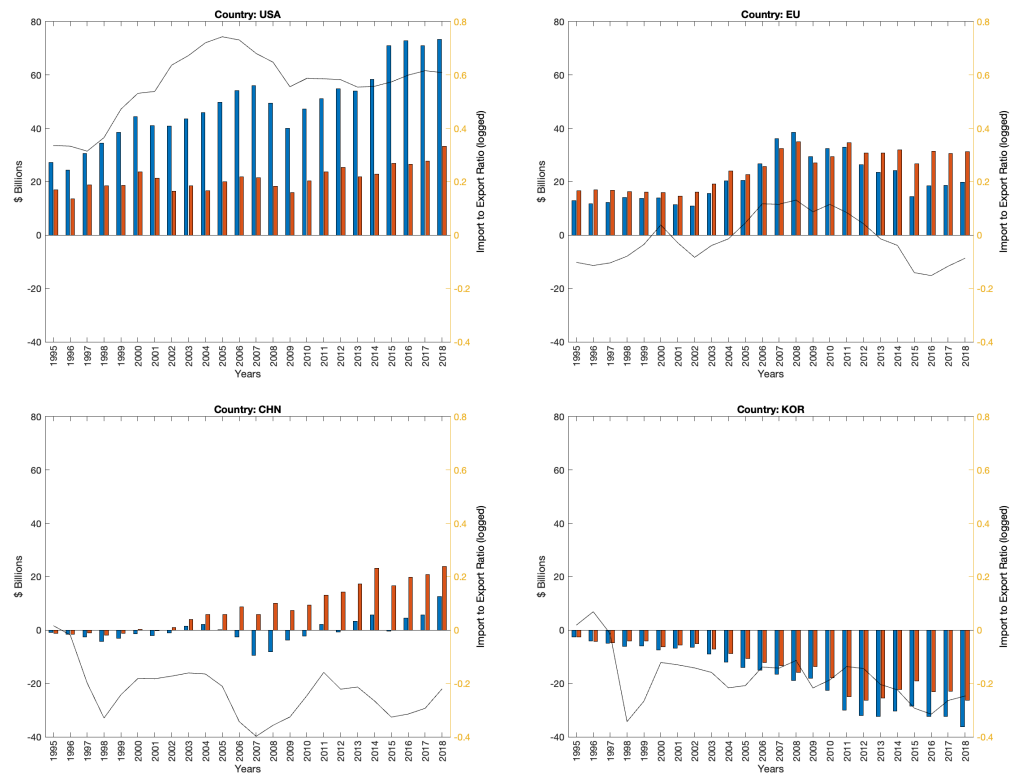 Country: USA
80
60
40
20
0
-20
-40
$ Billions
0.8
0.6
0.4
0.2
0
-0.2
-0.4
Import to Export Ratio (logged)
1995 1996 1997 1998 1999 2000 2001 2002 2003 2004 2005 2006 2007 2008 2009 2010 2011 2012 2013 2014 2015 2016 2017 2018
Years
Country: EU
80
60
40
20
0
-20
-40
$ Billions
0.8
0.6
0.4
0.2
0
-0.2
-0.4
Import to Export Ratio (logged)
1995 1996 1997 1998 1999 2000 2001 2002 2003 2004 2005 2006 2007 2008 2009 2010 2011 2012 2013 2014 2015 2016 2017 2018
Years
Country: CHN
80
60
40
20
0
-20
-40
$ Billions
0.8
0.6
0.4
0.2
0
-0.2
-0.4
Import to Export Ratio (logged)
1995 1996 1997 1998 1999 2000 2001 2002 2003 2004 2005 2006 2007 2008 2009 2010 2011 2012 2013 2014 2015 2016 2017 2018
Years
Country: KOR
80
60
40
20
0
-20
-40
$ Billions
0.8
0.6
0.4
0.2
0
-0.2
-0.4
Import to Export Ratio (logged)
1995 1996 1997 1998 1999 2000 2001 2002 2003 2004 2005 2006 2007 2008 2009 2010 2011 2012 2013 2014 2015 2016 2017 2018
Years